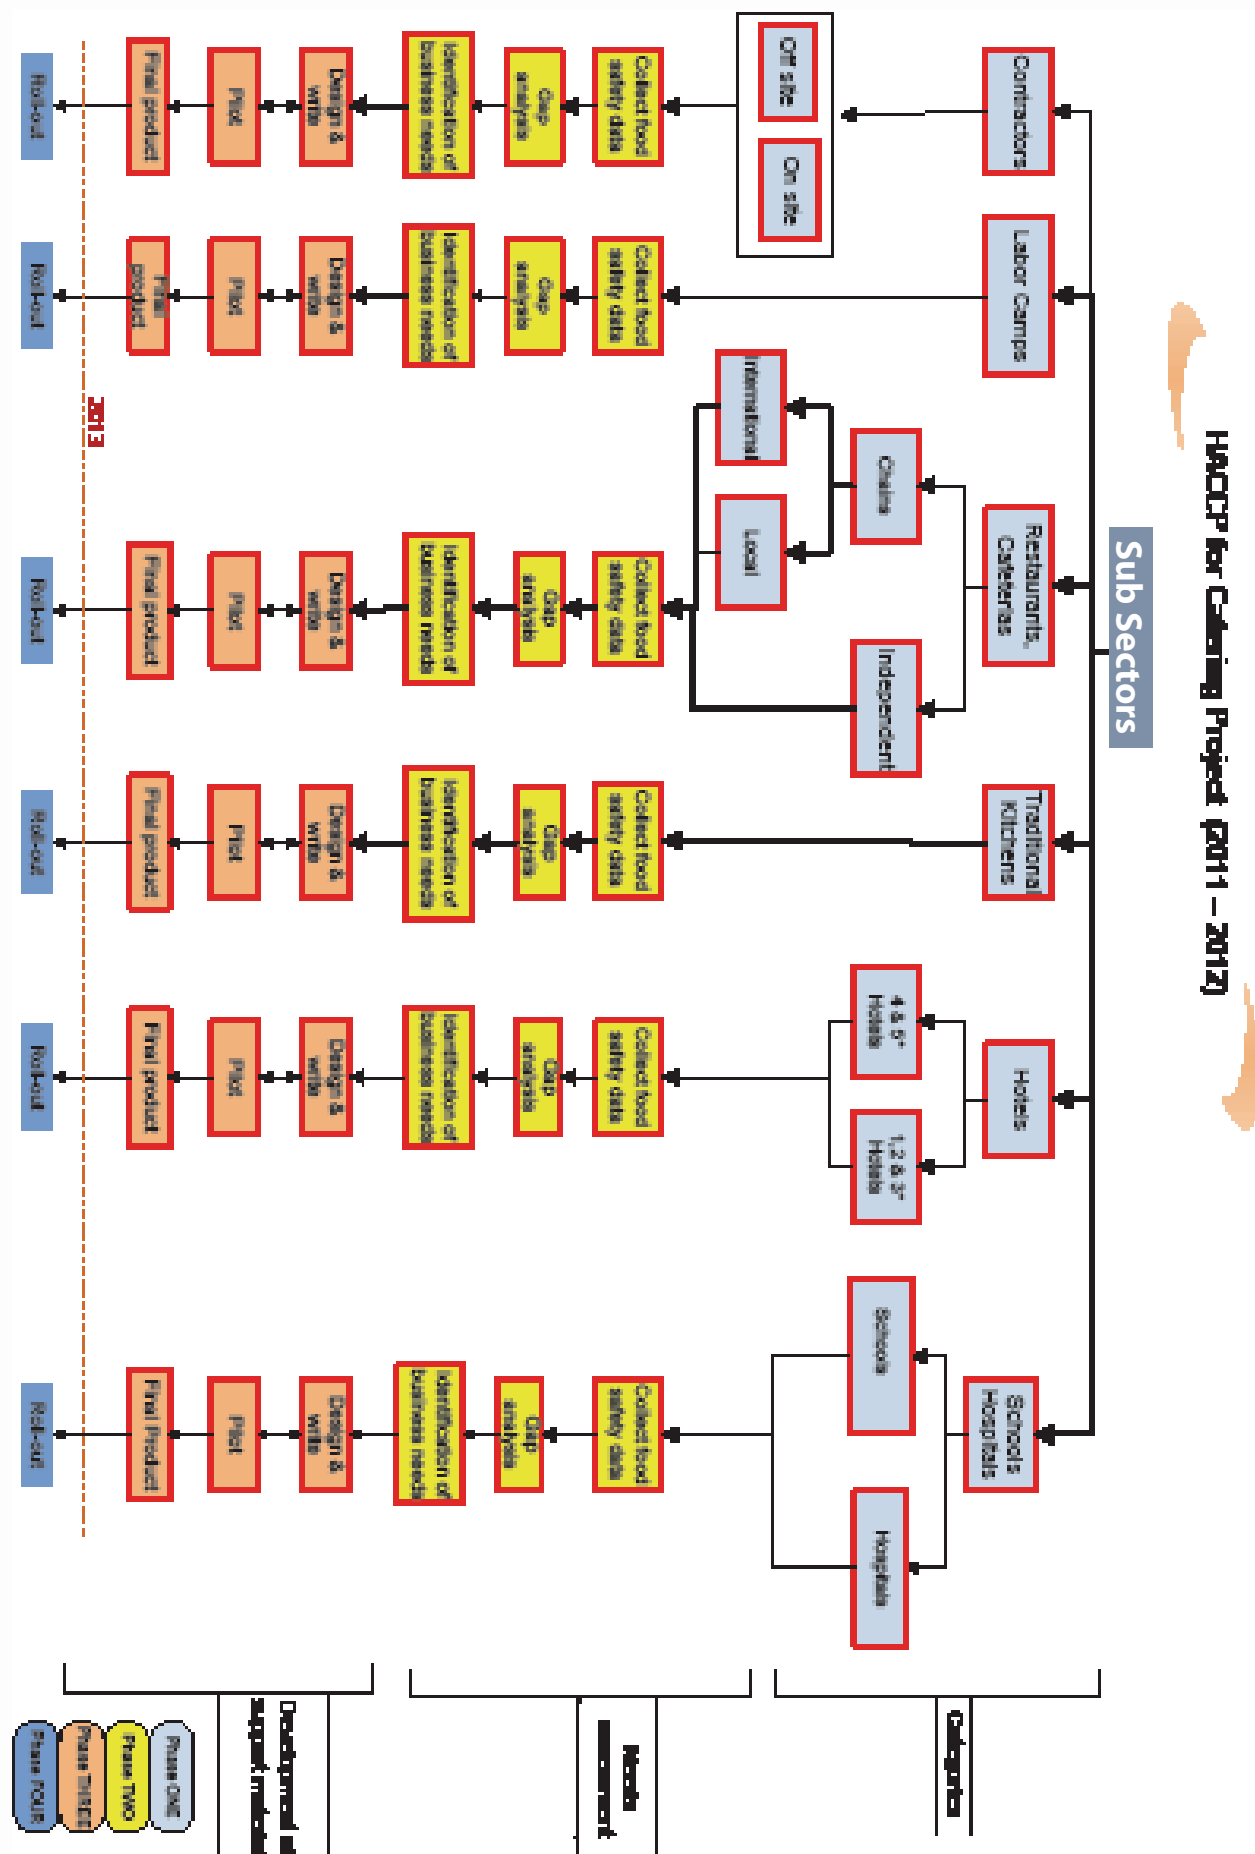 HACCP for Catering Project (2011 – 2012)
Sub Sectors
Contractors
Labor Camps
Restaurants,
Cafeteras
Traditional
Kitchens
Hotels
Schools
Hospitals
Categories
Chains
Independent
4 & 5*
Hotels
1,2 & 3*
Hotels
Schools
Hospitals
Off site
On site
International
Local
Collect food
safety data
Collect food
safety data
Collect food
safety data
Collect food
safety data
Collect food
safety data
Collect food
safety data
Needs
assessment
Gap
analysis
Gap
analysis
Gap
analysis
Gap
analysis
Gap
analysis
Gap
analysis
Identification of
business needs
Identification of
business needs
Identification of
business needs
Identification of
business needs
Identification of
business needs
Identification of
business needs
Design &
write
Design &
write
Design &
write
Design &
write
Design &
write
Design &
write
Development of
support material
Pilot
Pilot
Pilot
Pilot
Pilot
Pilot
Final product
Final
product
Final product
Final product
Final product
Final Product
2013
Roll-out
Roll-out
Roll-out
Roll-out
Roll-out
Roll-out
Phase ONE
Phase TWO
Phase THREE
Phase FOUR